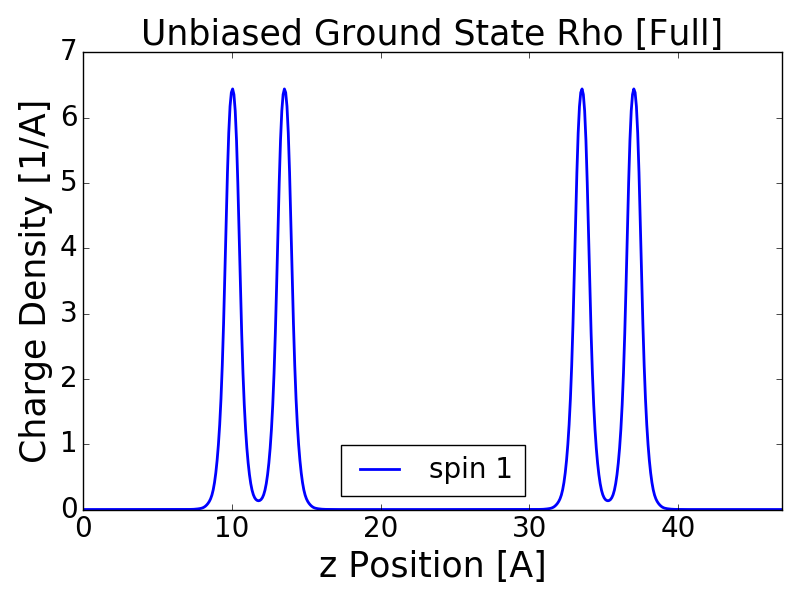 Unbiased Ground State Rho [Full]
Charge Density [1/A]
7
6
5
4
3
2
1
0
spin 1
0 10 20 30 40
z Position [A]